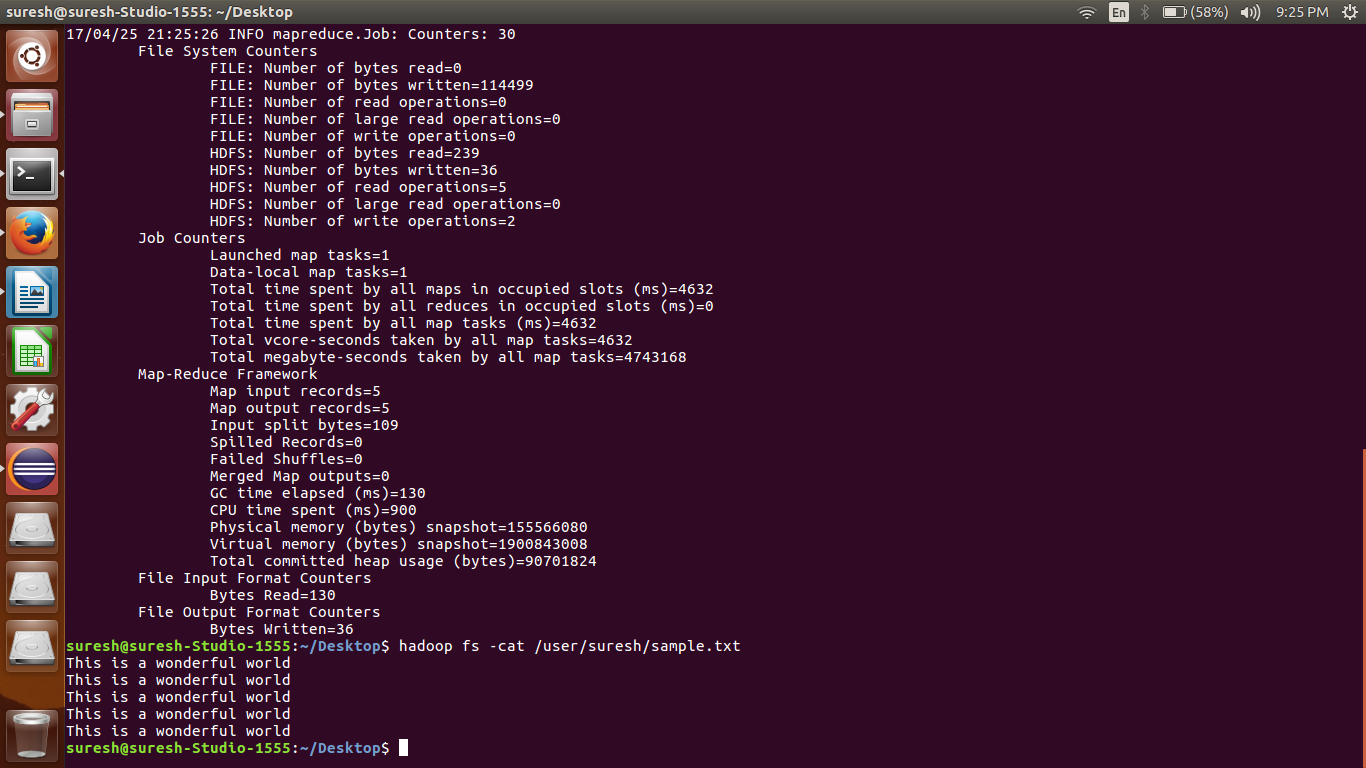 suresh@suresh-Studio-1555: ~/Desktop En (58%) 9:25 PM
17/04/25 21:25:26 INFO mapreduce.Job: Counters: 30
File System Counters
FILE: Number of bytes read=0
FILE: Number of bytes written=114499
FILE: Number of read operations=0
FILE: Number of large read operations=0
FILE: Number of write operations=0
HDFS: Number of bytes read=239
HDFS: Number of bytes written=36
HDFS: Number of read operations=5
HDFS: Number of large read operations=0
HDFS: Number of write operations=2
Job Counters
Launched map tasks=1
Data-local map tasks=1
Total time spent by all maps in occupied slots (ms)=4632
Total time spent by all reduces in occupied slots (ms)=0
Total time spent by all map tasks (ms)=4632
Total vcore-seconds taken by all map tasks=4632
Total megabyte-seconds taken by all map tasks=4743168
Map-Reduce Framework
Map input records=5
Map output records=5
Input split bytes=109
Spilled Records=0
Failed Shuffles=0
Merged Map outputs=0
GC time elapsed (ms)=130
CPU time spent (ms)=900
Physical memory (bytes) snapshot=155566080
Virtual memory (bytes) snapshot=1900843008
Total committed heap usage (bytes)=90701824
File Input Format Counters
Bytes Read=130
File Output Format Counters
Bytes Written=36
suresh@suresh-Studio-1555:~/Desktop$ hadoop fs -cat /user/suresh/sample.txt
This is a wonderful world
This is a wonderful world
This is a wonderful world
This is a wonderful world
This is a wonderful world
suresh@suresh-Studio-1555:~/Desktop$